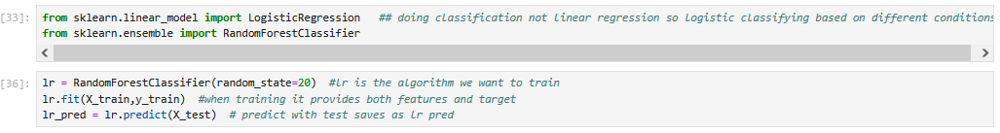 [33]: from sklearn.linear_model import LogisticRegression   ## doing classification not linear regression so logistic classifying based on different conditions
from sklearn.ensemble import RandomForestClassifier
[36]: lr = RandomForestClassifier(random_state=20)  #lr is the algorithm we want to train
lr.fit(X_train,y_train)  #when training it provides both features and target
lr_pred = lr.predict(X_test)  # predict with test saves as lr pred